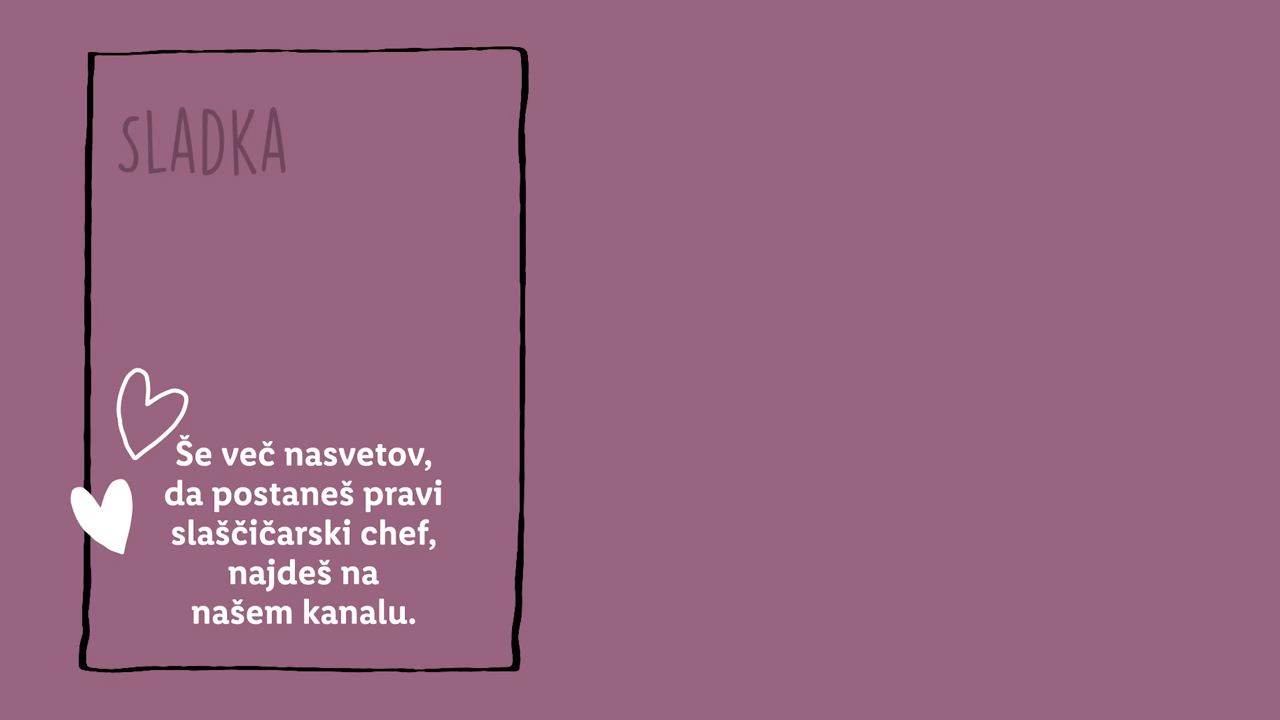 SLADKA
Še več nasvetov,
da postaneš pravi
slaščičarski chef,
najdeš na
našem kanalu.